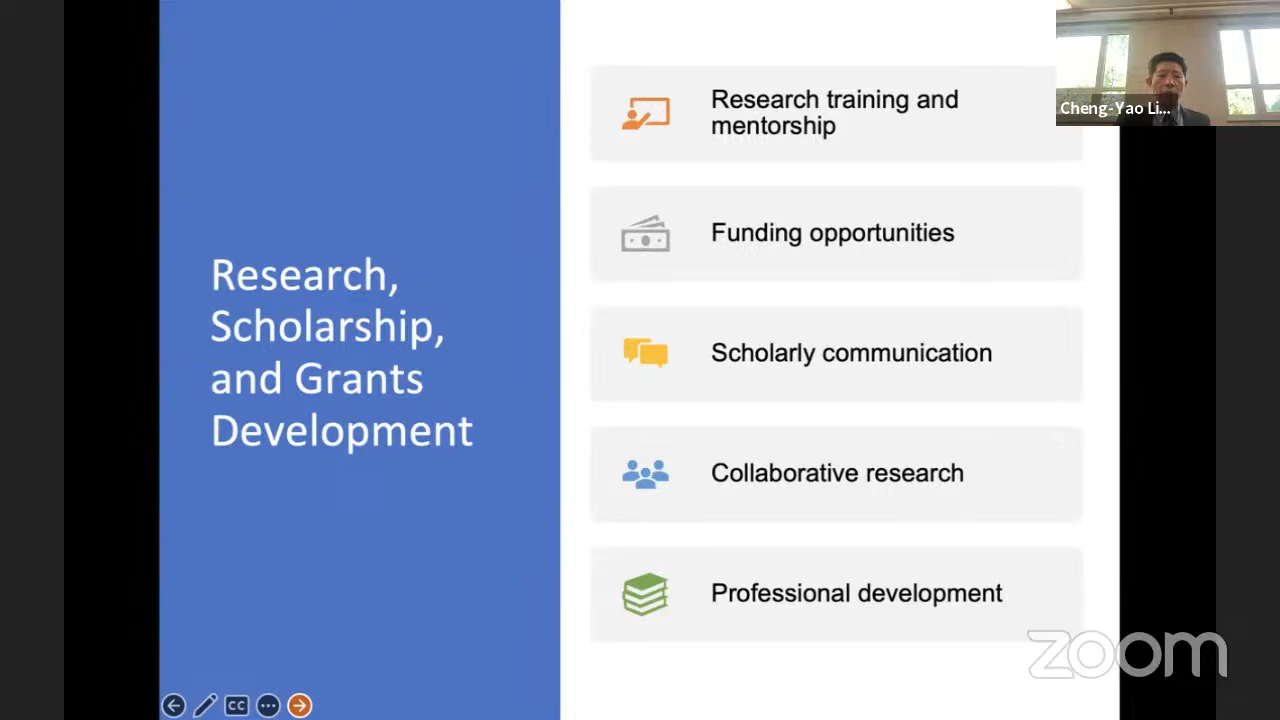 Research,
Scholarship,
and Grants
Development
Research training and
mentorship
Funding opportunities
Scholarly communication
Collaborative research
Professional development
Cheng-Yao Li...
CC
zoom